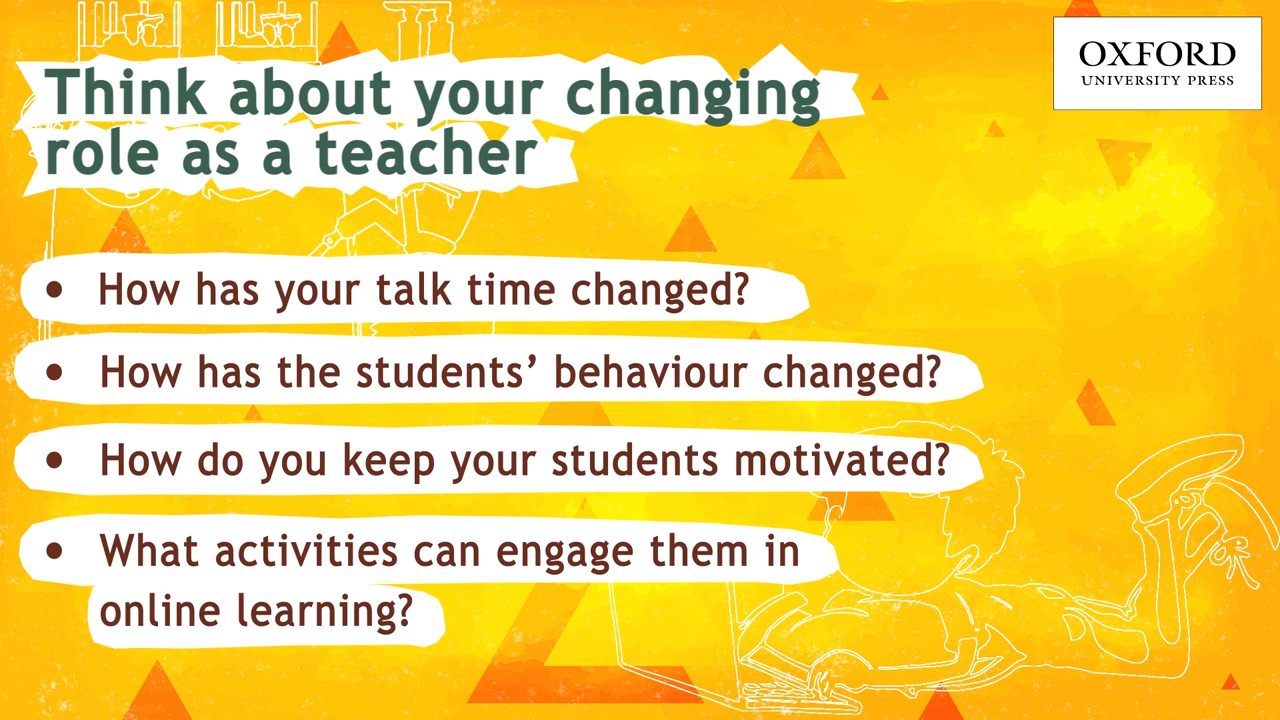 OXFORD
UNIVERSITY PRESS
Think about your changing
role as a teacher
• How has your talk time changed?
• How has the students’ behaviour changed?
• How do you keep your students motivated?
• What activities can engage them in
online learning?